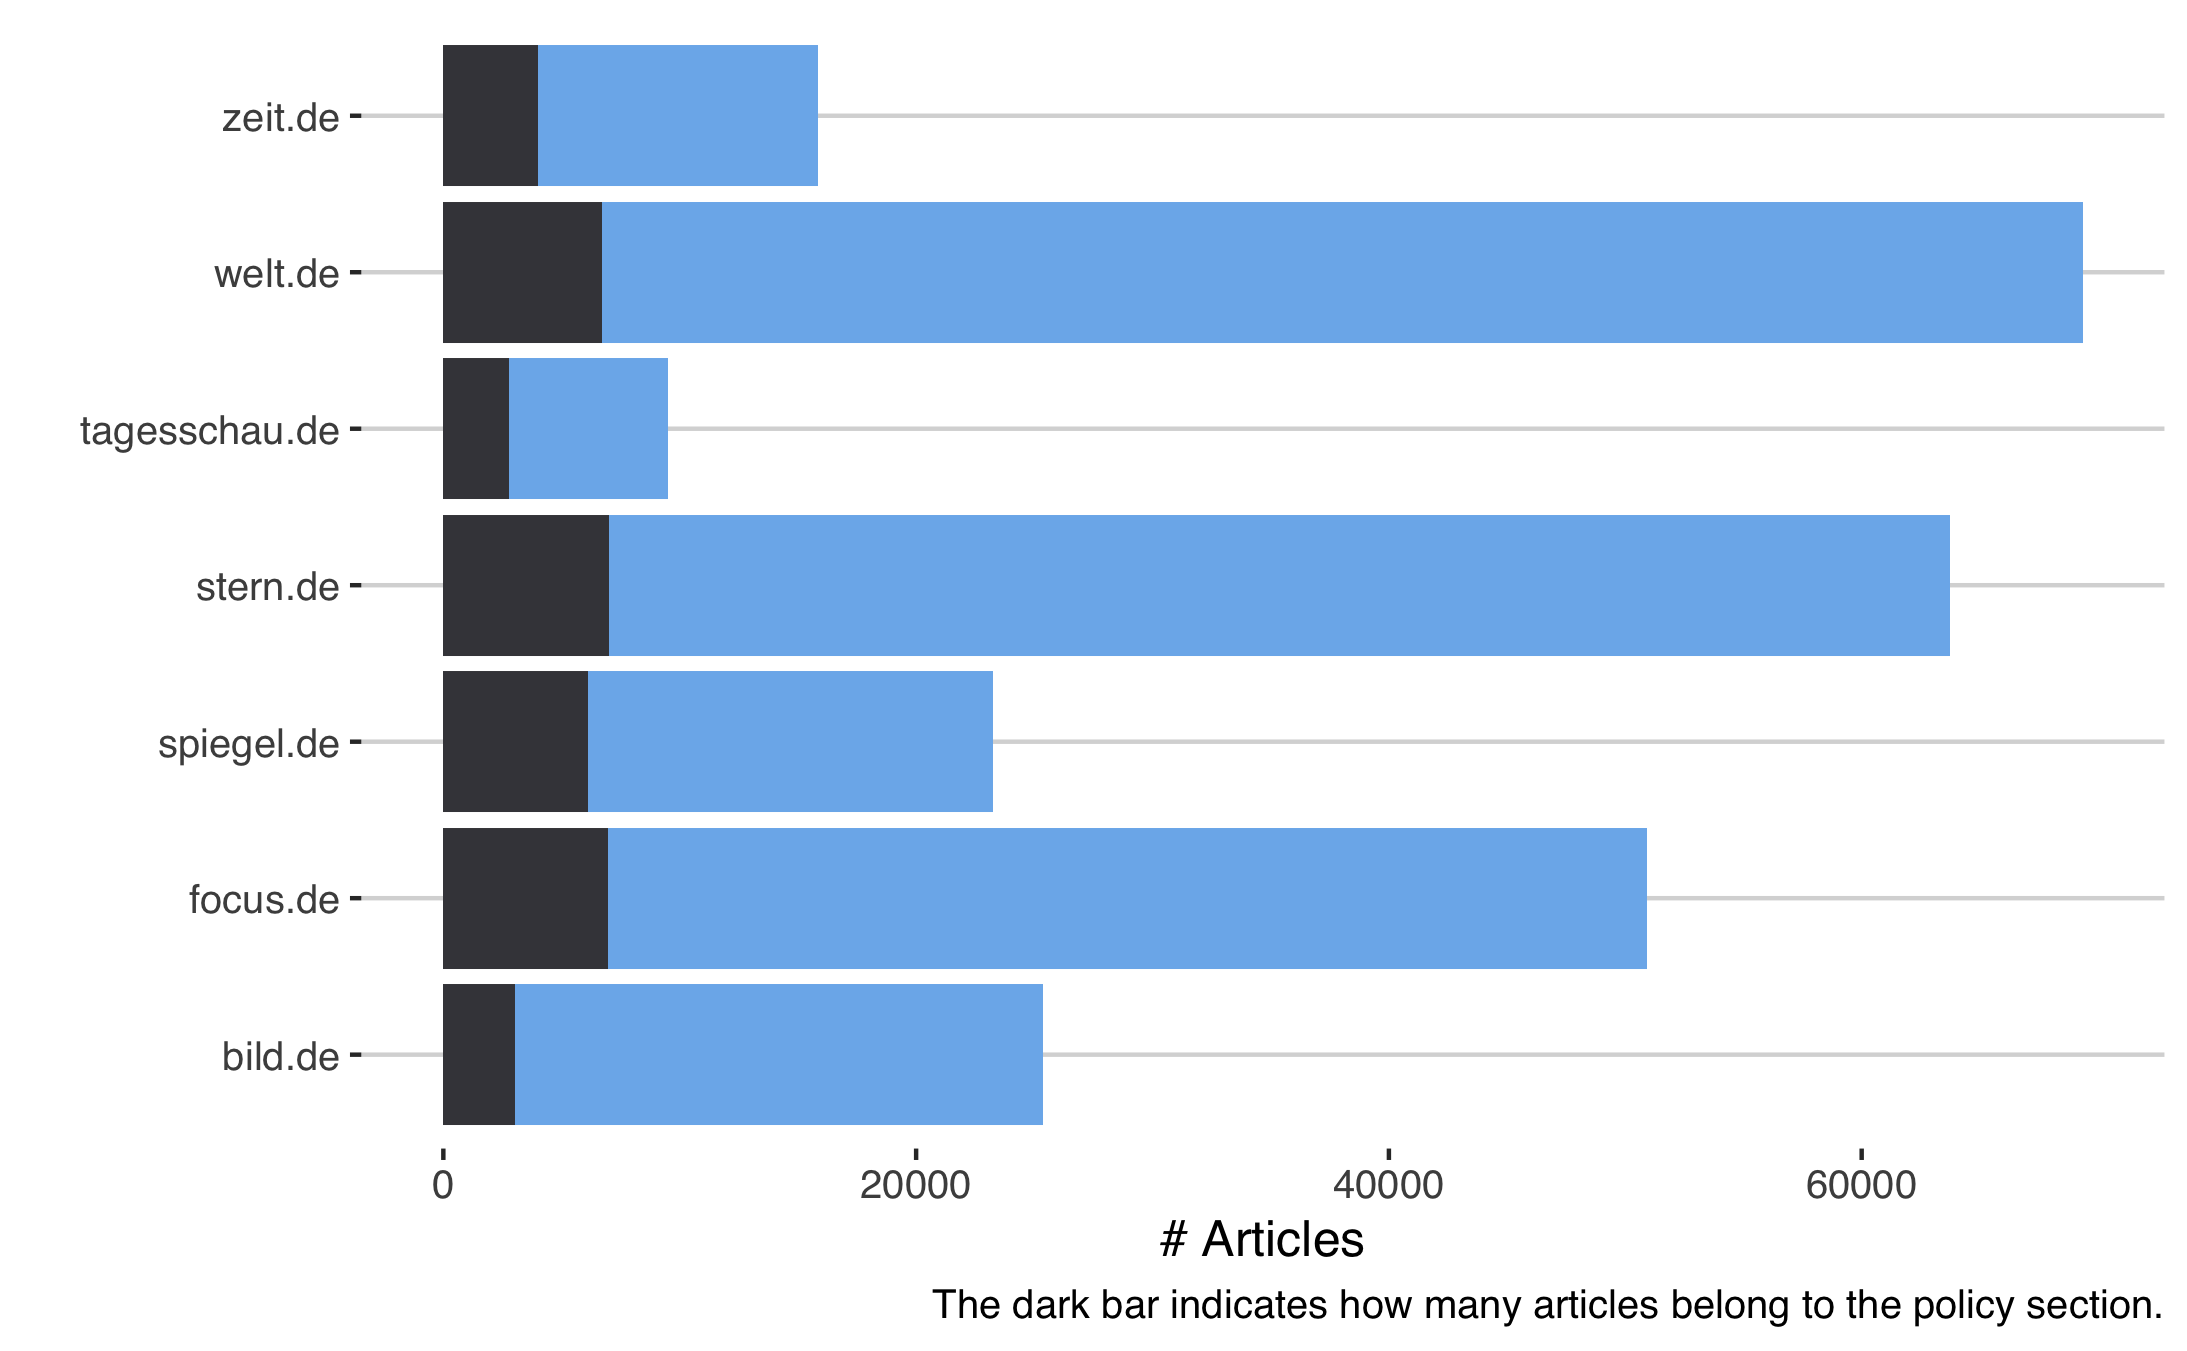 zeit.de
welt.de
tagesschau.de
stern.de
spiegel.de
focus.de
bild.de
0 20000 40000 60000
# Articles
The dark bar indicates how many articles belong to the policy section.